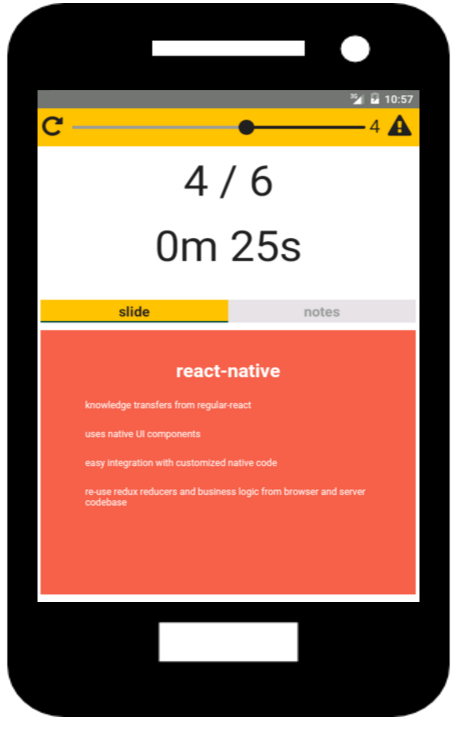 3G 10:57
4
4 / 6
0m 25s
slide notes
react-native
knowledge transfers from regular-react
uses native UI components
easy integration with customized native code
re-use redux reducers and business logic from browser and server
codebase